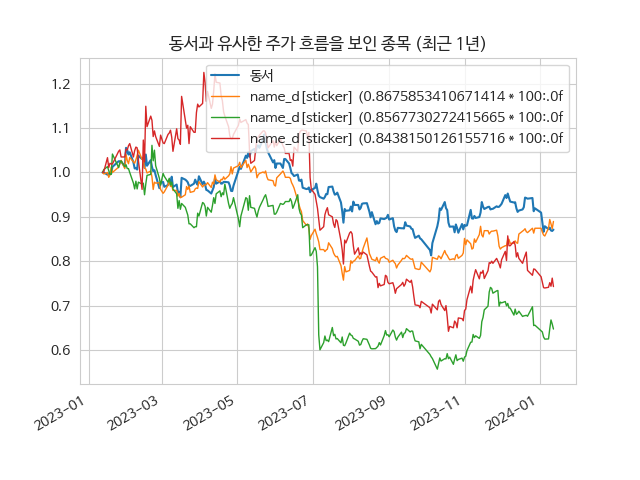 동서과 유사한 주가 흐름을 보인 종목 (최근 1년)
동서
name_d[sticker] (0.8675853410671414 * 100:.0f
name_d[sticker] (0.8567730272415665 * 100:.0f
name_d[sticker] (0.8438150126155716 * 100:.0f
1.2
1.1
1.0
0.9
0.8
0.7
0.6
2023-01
2023-03
2023-05
2023-07
2023-09
2023-11
2024-01